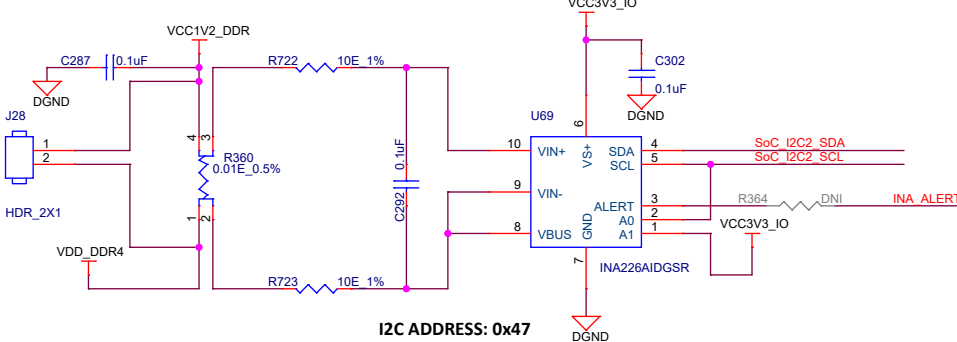 VCC3V3_IO
VCC1V2_DDR
C287 0.1uF
DGND
R722 10E_1%
C302
0.1uF
DGND
J28
1
2
HDR_2X1
4 3
R360
0.01E_0.5%
1 2
VDD_DDR4
0.1uF
C292
R723 10E_1%
U69
6
VS+
10 VIN+
9 VIN-
8 VBUS
SDA 4 SoC_I2C2_SDA
SCL 5 SoC_I2C2_SCL
ALERT 3 R364 DNI INA_ALERT
A0 2
A1 1
VCC3V3_IO
GND
7
INA226AIDGSR
DGND
I2C ADDRESS: 0x47